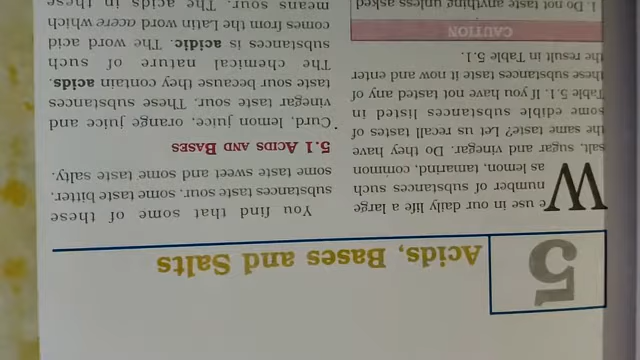 5
Acids, Bases and Salts
We use in our daily life a large
number of substances such
as lemon, tamarind, common
salt, sugar and vinegar. Do they have
the same taste? Let us recall tastes of
some edible substances listed in
Table 5.1. If you have not tasted any of
these substances taste it now and enter
the result in Table 5.1.
CAUTION
1. Do not taste anything unless asked
You find that some of these
substances taste sour, some taste bitter,
some taste sweet and some taste salty.
5.1 ACIDS AND BASES
Curd, lemon juice, orange juice and
vinegar taste sour. These substances
taste sour because they contain acids.
The chemical nature of such
substances is acidic. The word acid
comes from the Latin word acere which
means sour. The acids in these